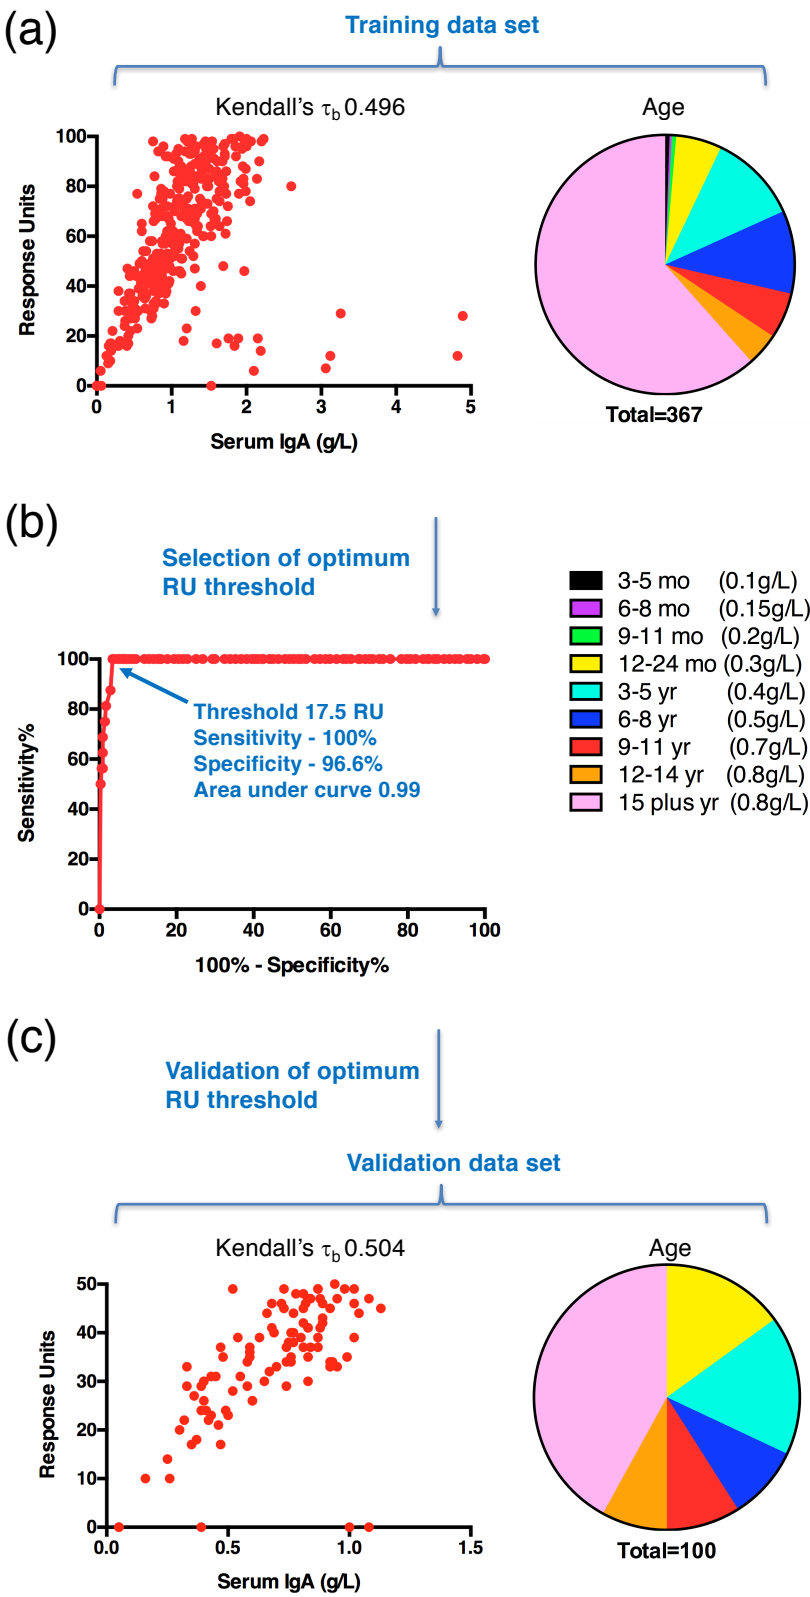 (a)
Training data set
Kendall's τb 0.496
Age
100
80
60
40
20
0
Response Units
0 1 2 3 4 5
Serum IgA (g/L)
Total=367
(b)
Selection of optimum
RU threshold
100
80
60
40
20
0
Sensitivity%
Threshold 17.5 RU
Sensitivity - 100%
Specificity - 96.6%
Area under curve 0.99
0 20 40 60 80 100
100% - Specificity%
3-5 mo (0.1g/L)
6-8 mo (0.15g/L)
9-11 mo (0.2g/L)
12-24 mo (0.3g/L)
3-5 yr (0.4g/L)
6-8 yr (0.5g/L)
9-11 yr (0.7g/L)
12-14 yr (0.8g/L)
15 plus yr (0.8g/L)
(c)
Validation of optimum
RU threshold
Validation data set
Kendall's τb 0.504
Age
50
40
30
20
10
0
Response Units
0.0 0.5 1.0 1.5
Serum IgA (g/L)
Total=100